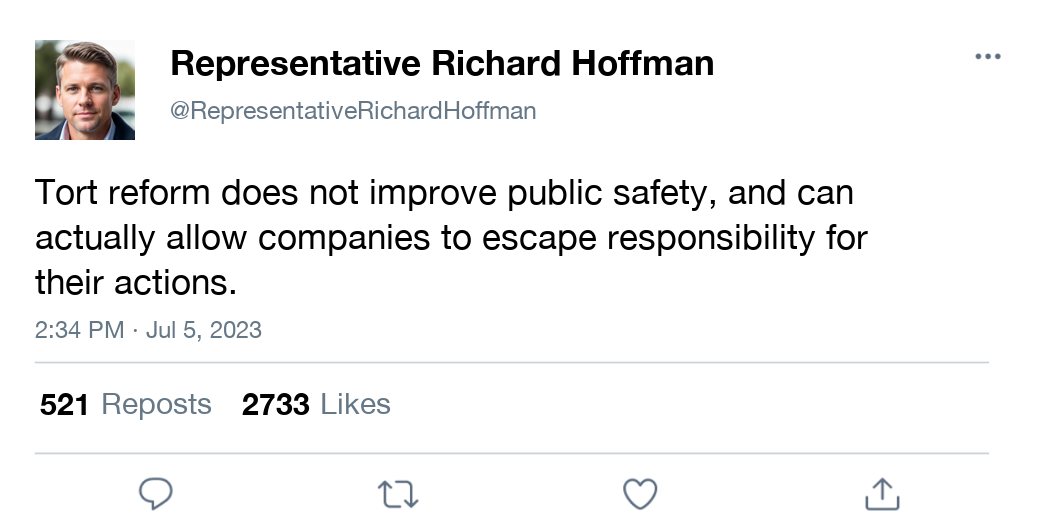 Representative Richard Hoffman
@RepresentativeRichardHoffman
Tort reform does not improve public safety, and can
actually allow companies to escape responsibility for
their actions.
2:34 PM · Jul 5, 2023
521 Reposts 2733 Likes